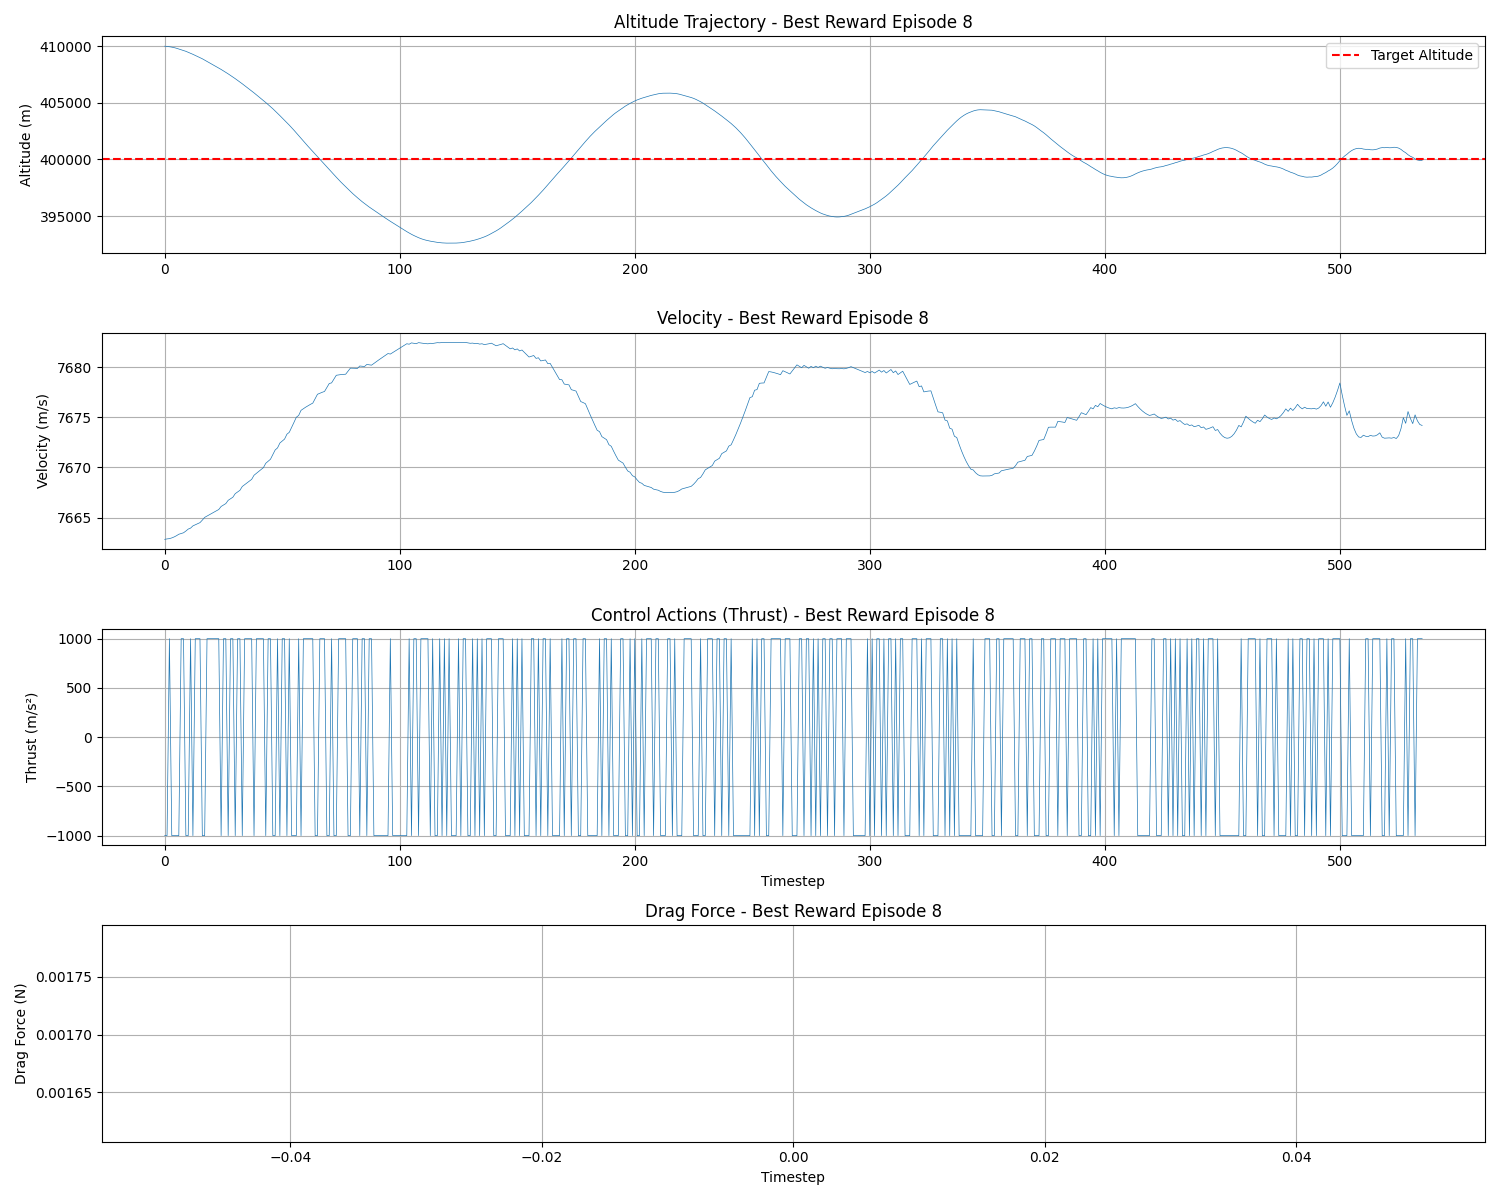 Altitude Trajectory - Best Reward Episode 8
Altitude (m)
410000
405000
400000
395000
Target Altitude
0 100 200 300 400 500
Velocity - Best Reward Episode 8
Velocity (m/s)
7680
7675
7670
7665
0 100 200 300 400 500
Control Actions (Thrust) - Best Reward Episode 8
Thrust (m/s²)
1000
500
0
−500
−1000
0 100 200 300 400 500
Timestep
Drag Force - Best Reward Episode 8
Drag Force (N)
0.00175
0.00170
0.00165
−0.04 −0.02 0.00 0.02 0.04
Timestep